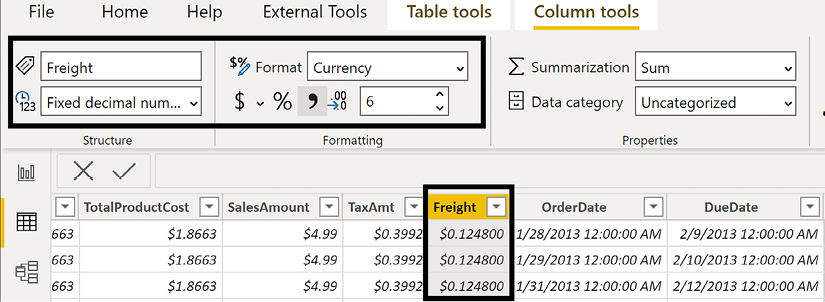 File Home Help External Tools Table tools Column tools
Freight $% Format Currency Σ Summarization Sum
123 Fixed decimal num... $ % , .00 .0 6 Data category Uncategorized
Structure Formatting Properties
TotalProductCost SalesAmount TaxAmt Freight OrderDate DueDate
663 $1.8663 $4.99 $0.3992 $0.124800 1/28/2013 12:00:00 AM 2/9/2013 12:00:00 AM
663 $1.8663 $4.99 $0.3992 $0.124800 1/29/2013 12:00:00 AM 2/10/2013 12:00:00 AM
663 $1.8663 $4.99 $0.3992 $0.124800 1/31/2013 12:00:00 AM 2/12/2013 12:00:00 AM